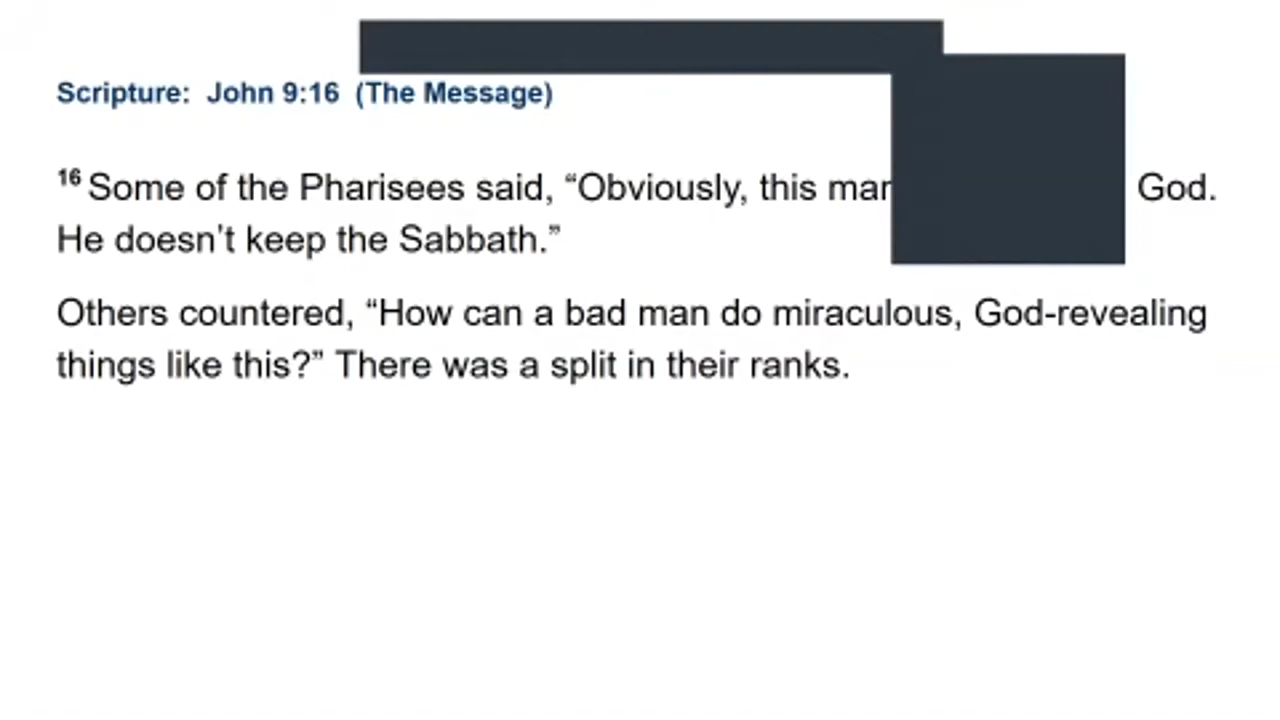 Scripture: John 9:16 (The Message)
16 Some of the Pharisees said, “Obviously, this God.
He doesn’t keep the Sabbath.”
Others countered, “How can a bad man do miraculous, God-revealing
things like this?” There was a split in their ranks.